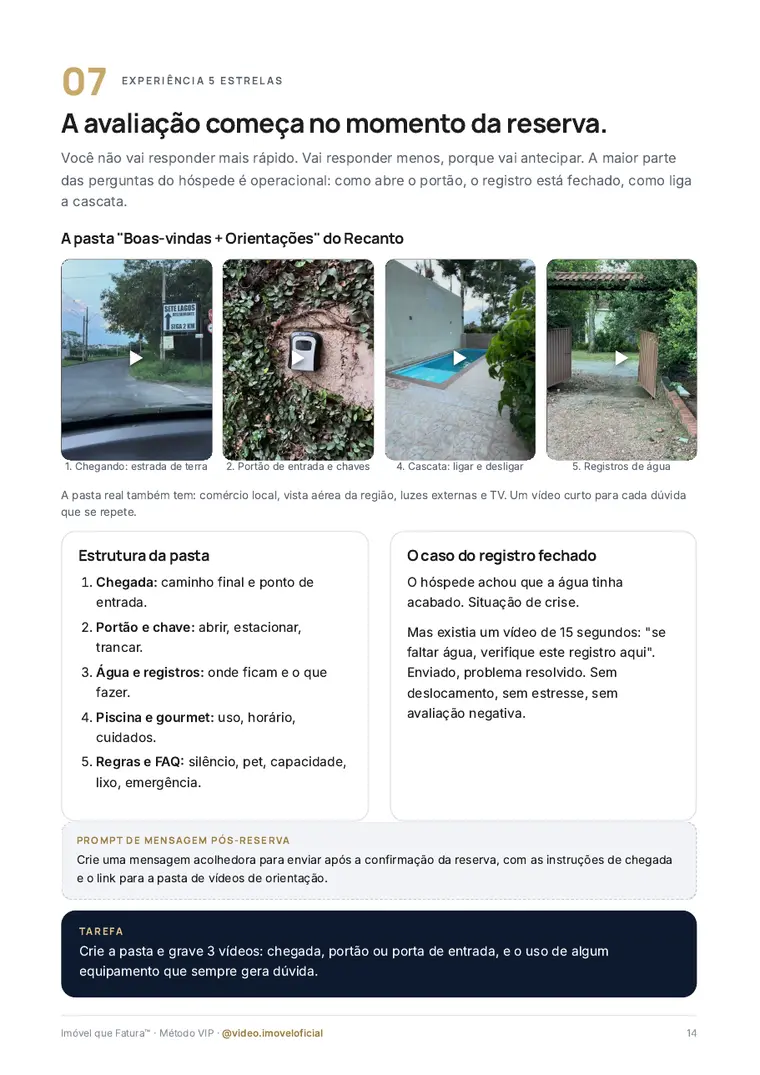 07 EXPERIÊNCIA 5 ESTRELAS
A avaliação começa no momento da reserva.
Você não vai responder mais rápido. Vai responder menos, porque vai antecipar. A maior parte
das perguntas do hóspede é operacional: como abre o portão, o registro está fechado, como liga
a cascata.
A pasta "Boas-vindas + Orientações" do Recanto
SETE LAGOS
SIGA 2 KM
1. Chegando: estrada de terra
2. Portão de entrada e chaves
4. Cascata: ligar e desligar
5. Registros de água
A pasta real também tem: comércio local, vista aérea da região, luzes externas e TV. Um vídeo curto para cada dúvida
que se repete.
Estrutura da pasta
1. Chegada: caminho final e ponto de
entrada.
2. Portão e chave: abrir, estacionar,
trancar.
3. Água e registros: onde ficam e o que
fazer.
4. Piscina e gourmet: uso, horário,
cuidados.
5. Regras e FAQ: silêncio, pet, capacidade,
lixo, emergência.
O caso do registro fechado
O hóspede achou que a água tinha
acabado. Situação de crise.
Mas existia um vídeo de 15 segundos: "se
faltar água, verifique este registro aqui".
Enviado, problema resolvido. Sem
deslocamento, sem estresse, sem
avaliação negativa.
PROMPT DE MENSAGEM PÓS-RESERVA
Crie uma mensagem acolhedora para enviar após a confirmação da reserva, com as instruções de chegada
e o link para a pasta de vídeos de orientação.
TAREFA
Crie a pasta e grave 3 vídeos: chegada, portão ou porta de entrada, e o uso de algum
equipamento que sempre gera dúvida.
Imóvel que Fatura™ · Método VIP · @video.imoveloficial
14